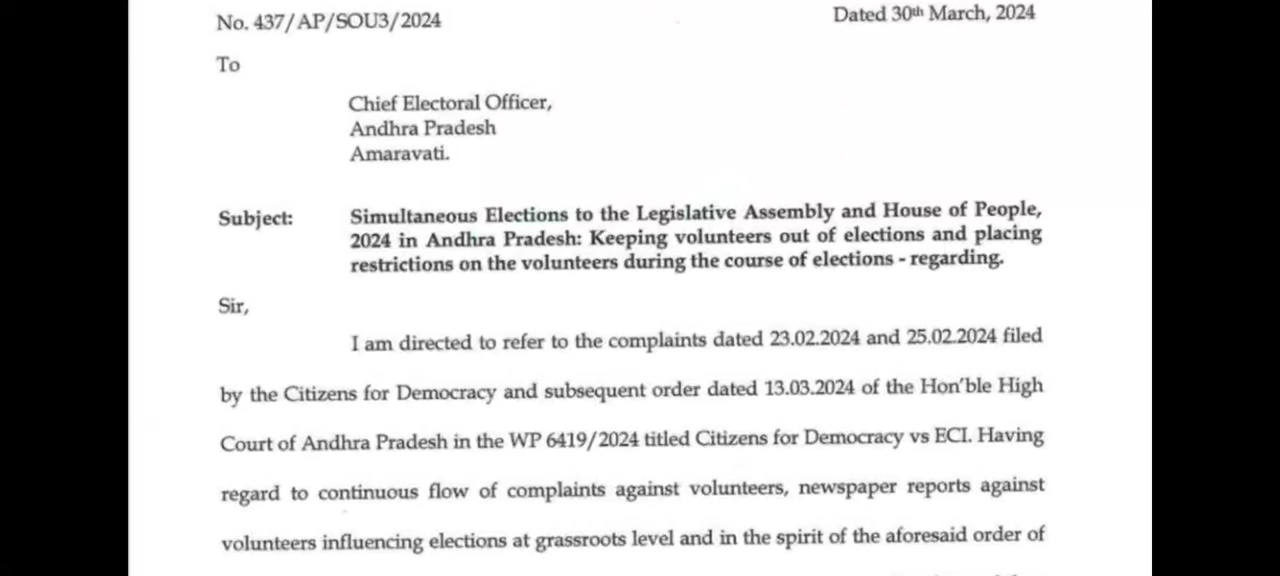 No. 437/AP/SOU3/2024 Dated 30th March, 2024
To
Chief Electoral Officer,
Andhra Pradesh
Amaravati.
Subject: Simultaneous Elections to the Legislative Assembly and House of People,
2024 in Andhra Pradesh: Keeping volunteers out of elections and placing
restrictions on the volunteers during the course of elections - regarding.
Sir,
I am directed to refer to the complaints dated 23.02.2024 and 25.02.2024 filed
by the Citizens for Democracy and subsequent order dated 13.03.2024 of the Hon'ble High
Court of Andhra Pradesh in the WP 6419/2024 titled Citizens for Democracy vs ECI. Having
regard to continuous flow of complaints against volunteers, newspaper reports against
volunteers influencing elections at grassroots level and in the spirit of the aforesaid order of